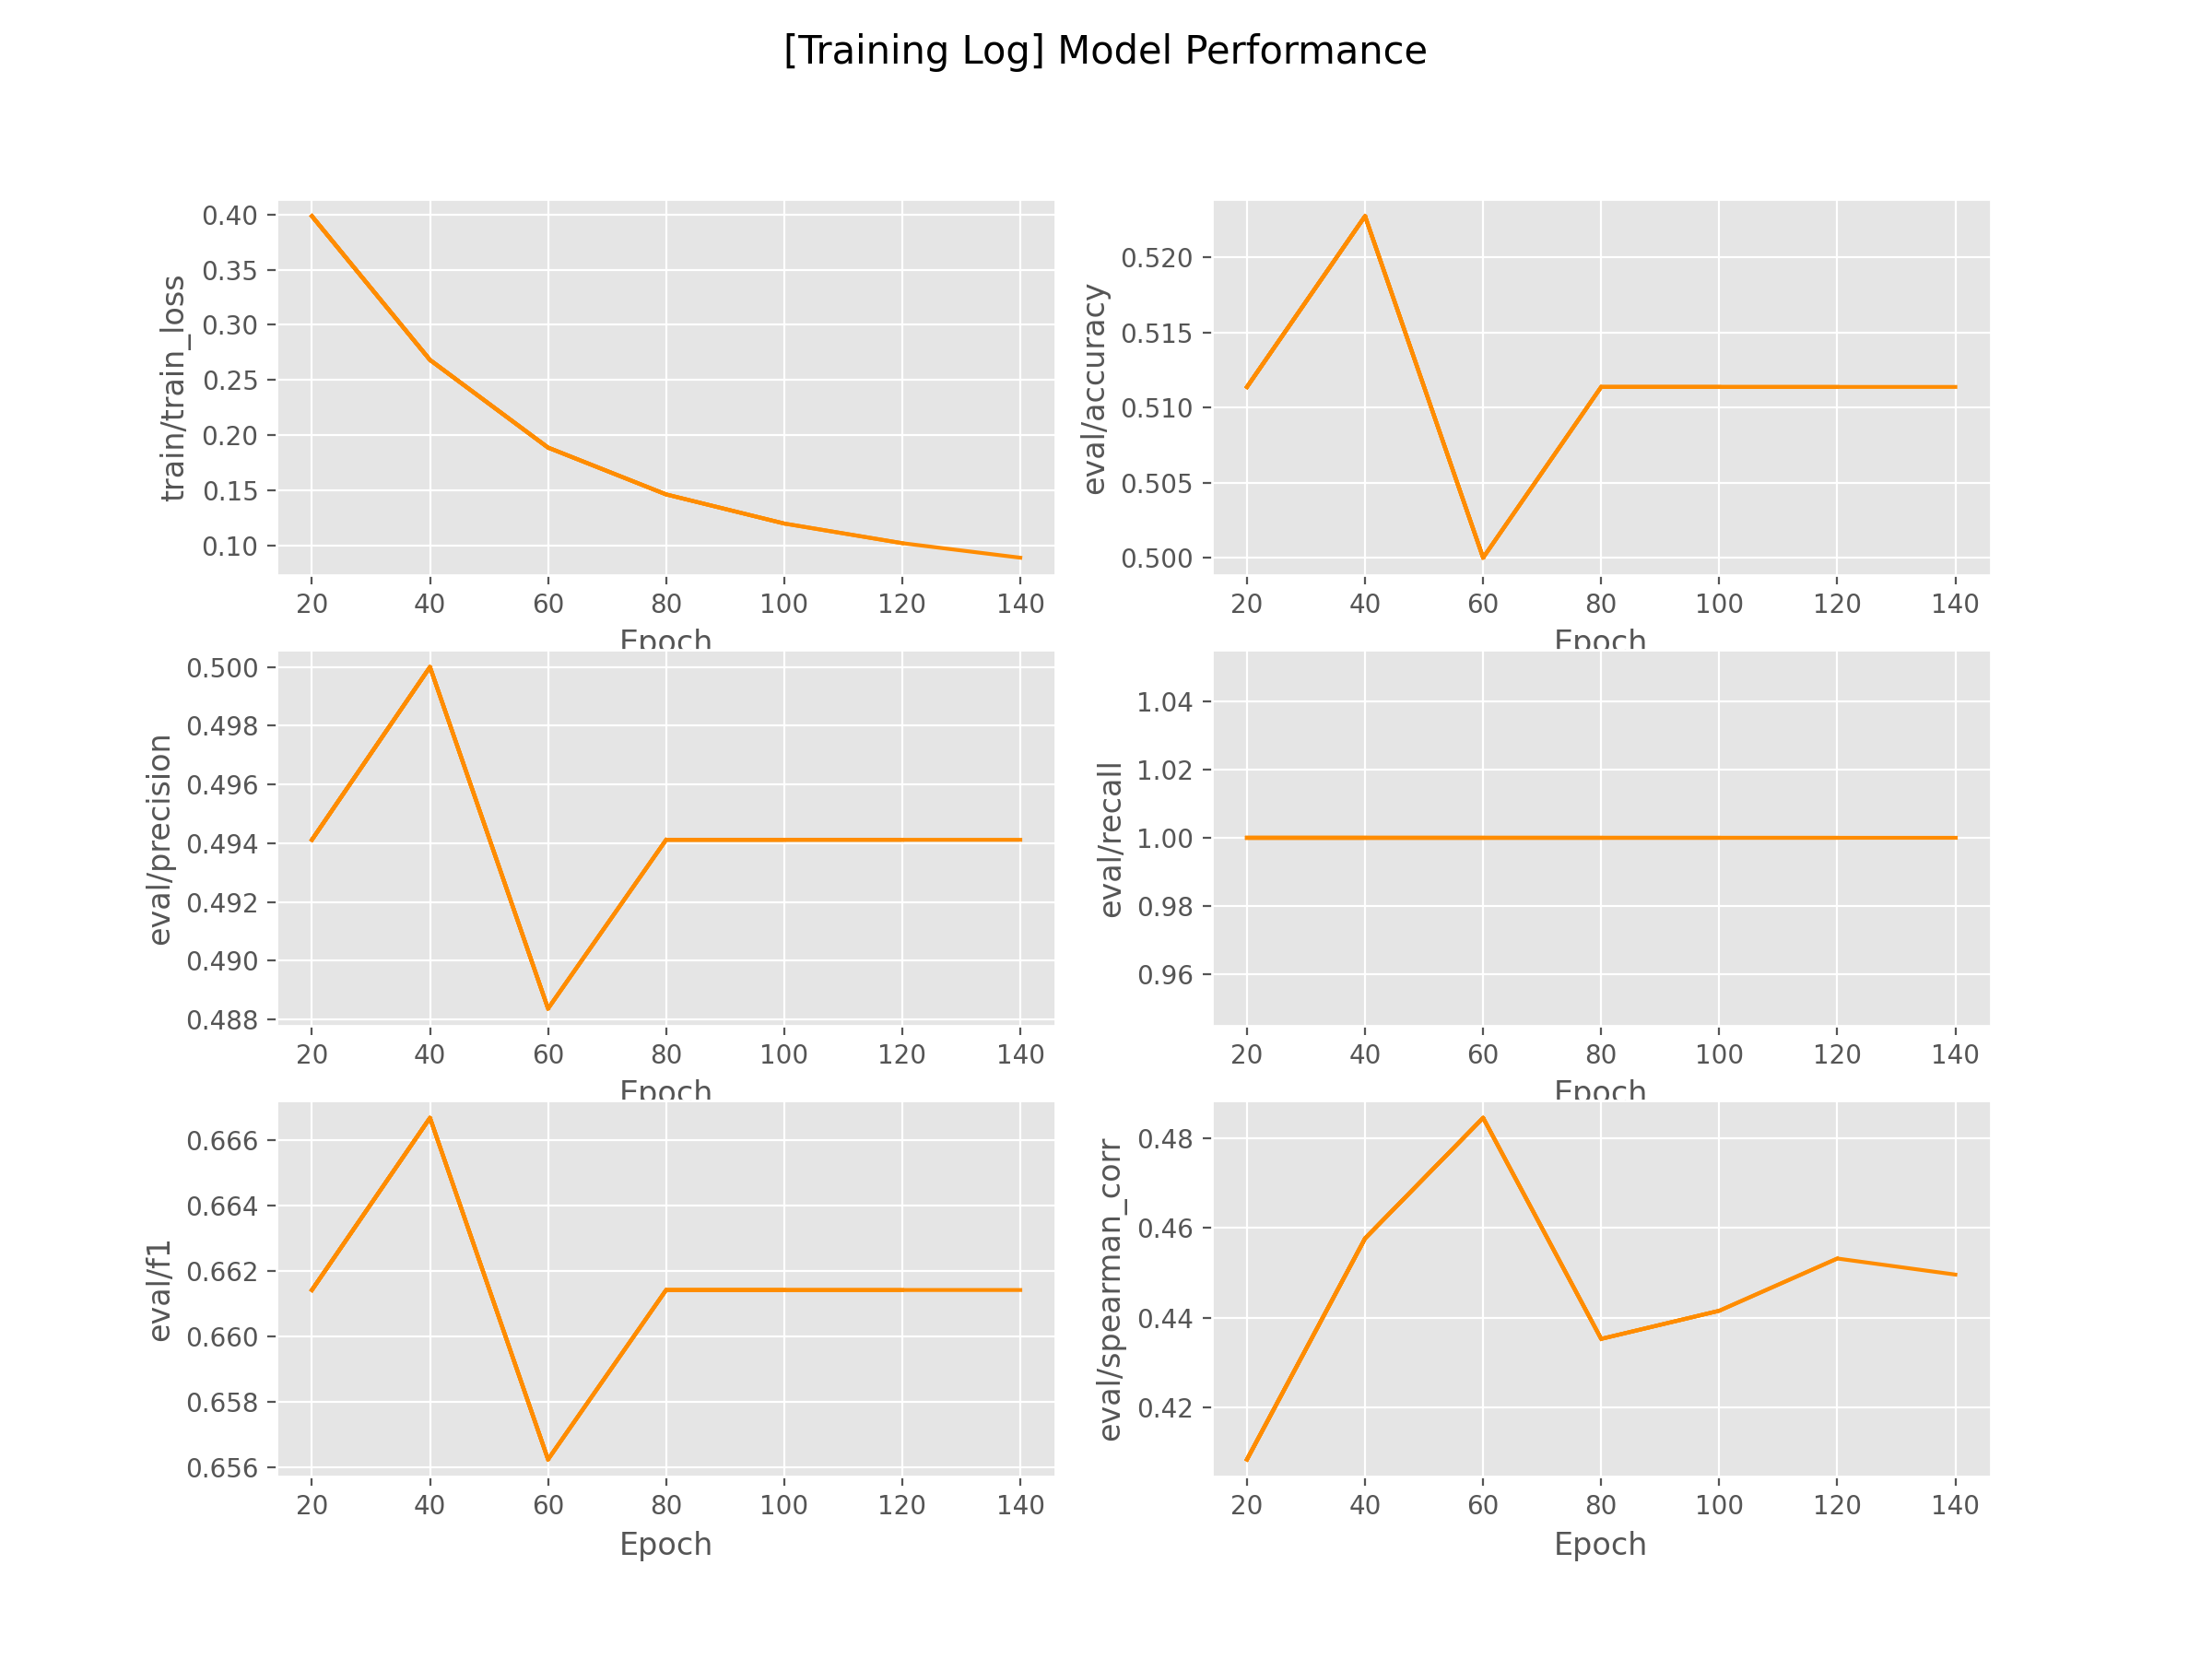 [Training Log] Model Performance
train/train_loss
0.40
0.35
0.30
0.25
0.20
0.15
0.10
20 40 60 80 100 120 140
Epoch
eval/accuracy
0.520
0.515
0.510
0.505
0.500
20 40 60 80 100 120 140
Epoch
eval/precision
0.500
0.498
0.496
0.494
0.492
0.490
0.488
20 40 60 80 100 120 140
Epoch
eval/recall
1.04
1.02
1.00
0.98
0.96
20 40 60 80 100 120 140
Epoch
eval/f1
0.666
0.664
0.662
0.660
0.658
0.656
20 40 60 80 100 120 140
Epoch
eval/spearman_corr
0.48
0.46
0.44
0.42
20 40 60 80 100 120 140
Epoch